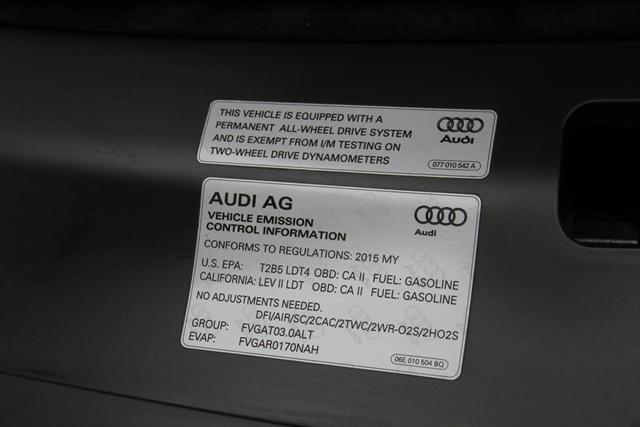 THIS VEHICLE IS EQUIPPED WITH A
PERMANENT ALL-WHEEL DRIVE SYSTEM
AND IS EXEMPT FROM I/M TESTING ON
TWO-WHEEL DRIVE DYNAMOMETERS
Audi
077 010 542 A
AUDI AG
VEHICLE EMISSION
CONTROL INFORMATION
Audi
CONFORMS TO REGULATIONS: 2015 MY
U.S. EPA: T2B5 LDT4 OBD: CA II FUEL: GASOLINE
CALIFORNIA: LEV II LDT OBD: CA II FUEL: GASOLINE
NO ADJUSTMENTS NEEDED.
DFI/AIR/SC/2CAC/2TWC/2WR-O2S/2HO2S
GROUP: FVGAT03.0ALT
EVAP: FVGAR0170NAH
06E 010 504 BQ